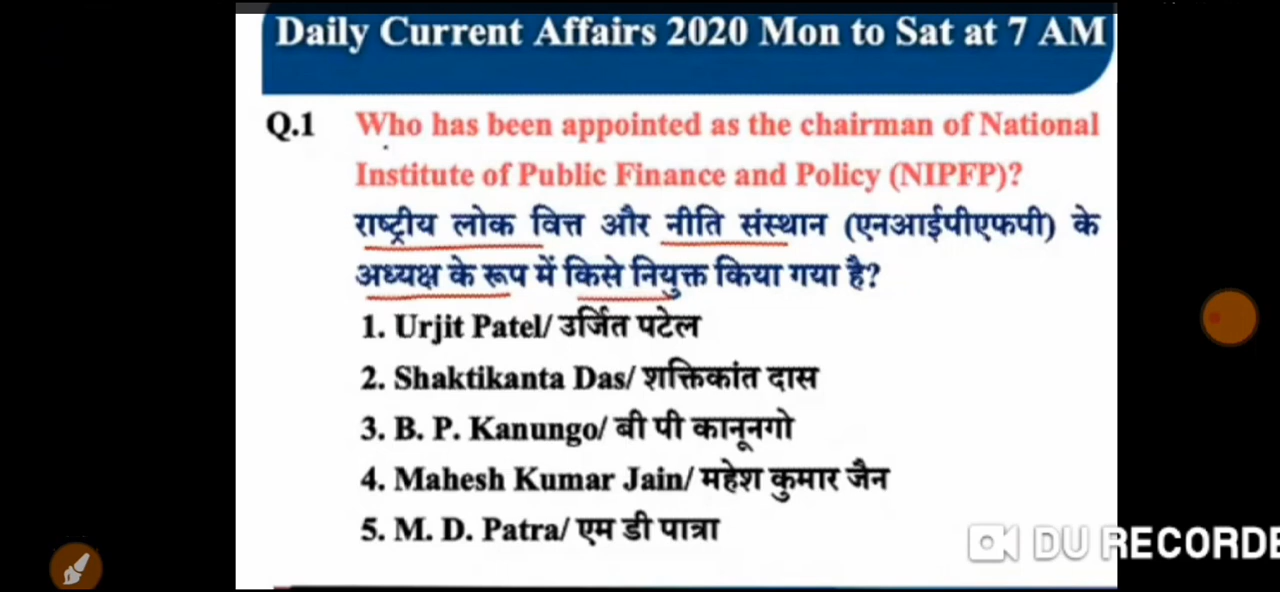 Daily Current Affairs 2020 Mon to Sat at 7 AM
Q.1 Who has been appointed as the chairman of National
Institute of Public Finance and Policy (NIPFP)?
राष्ट्रीय लोक वित्त और नीति संस्थान (एनआईपीएफपी) के
अध्यक्ष के रूप में किसे नियुक्त किया गया है?
1. Urjit Patel/ उर्जित पटेल
2. Shaktikanta Das/ शक्तिकांत दास
3. B. P. Kanungo/ बी पी कानूनगो
4. Mahesh Kumar Jain/ महेश कुमार जैन
5. M. D. Patra/ एम डी पात्रा
DU RECORDE